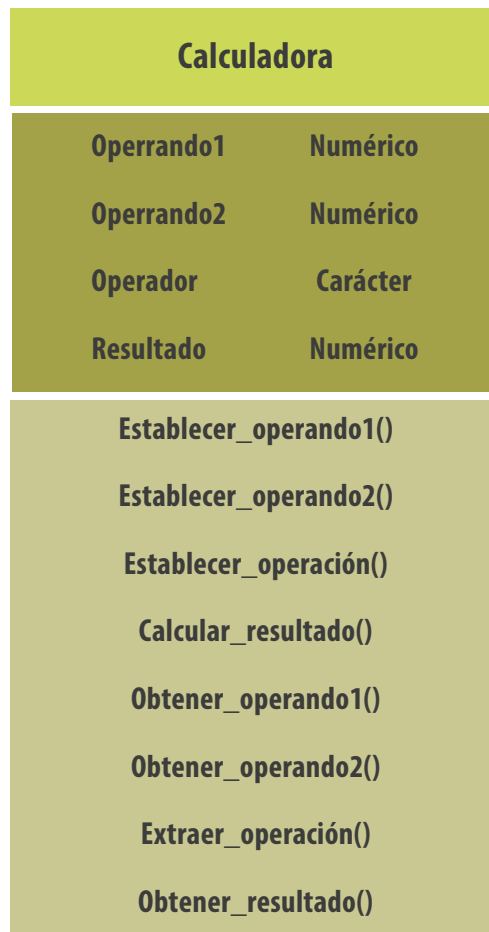 Calculadora
Operrando1 Numérico
Operrando2 Numérico
Operador Carácter
Resultado Numérico
Establecer_operando1()
Establecer_operando2()
Establecer_operación()
Calcular_resultado()
Obtener_operando1()
Obtener_operando2()
Extraer_operación()
Obtener_resultado()